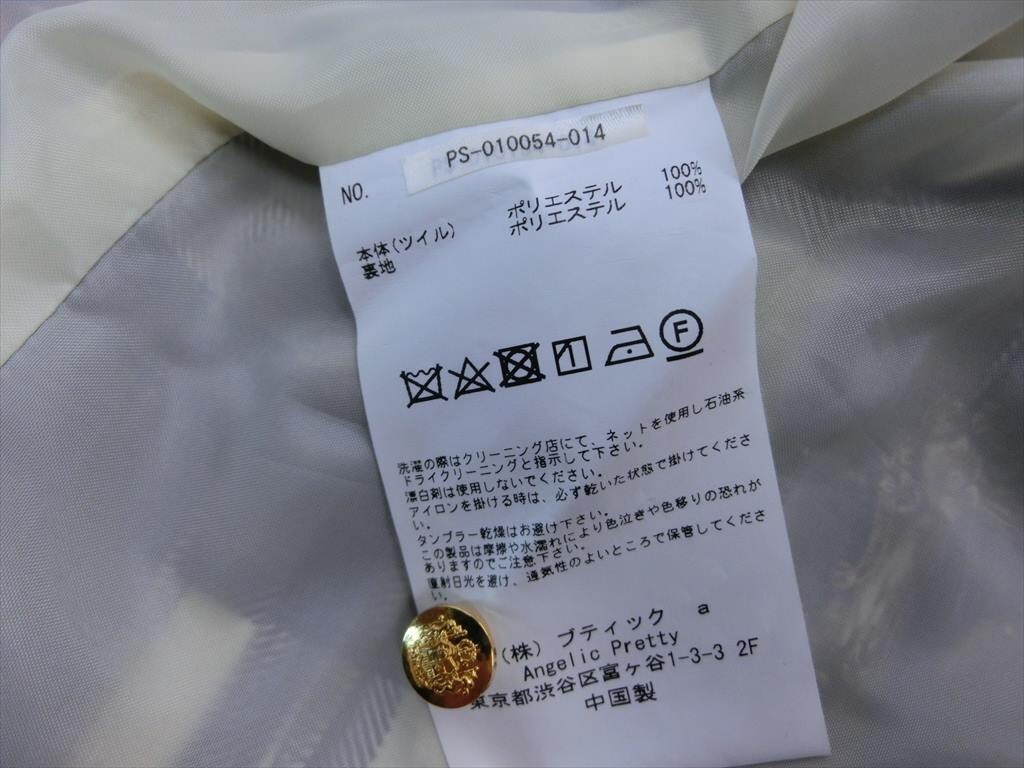 NO. PS-010054-014
本体(ツイル) ポリエステル 100%
裏地 ポリエステル 100%
1 F
洗濯の際はクリーニング店にて、ネットを使用し石油系
ドライクリーニングと指示して下さい。
漂白剤は使用しないでください。
アイロンを掛ける時は、必ず乾いた状態で掛けてくださ
い。
タンブラー乾燥はお避け下さい。
この製品は摩擦や水濡れにより色泣きや色移りの恐れが
ありますのでご注意下さい。
直射日光を避け、通気性のよいところで保管してくださ
い。
(株) ブティック a
Angelic Pretty
東京都渋谷区富ヶ谷1-3-3 2F
中国製